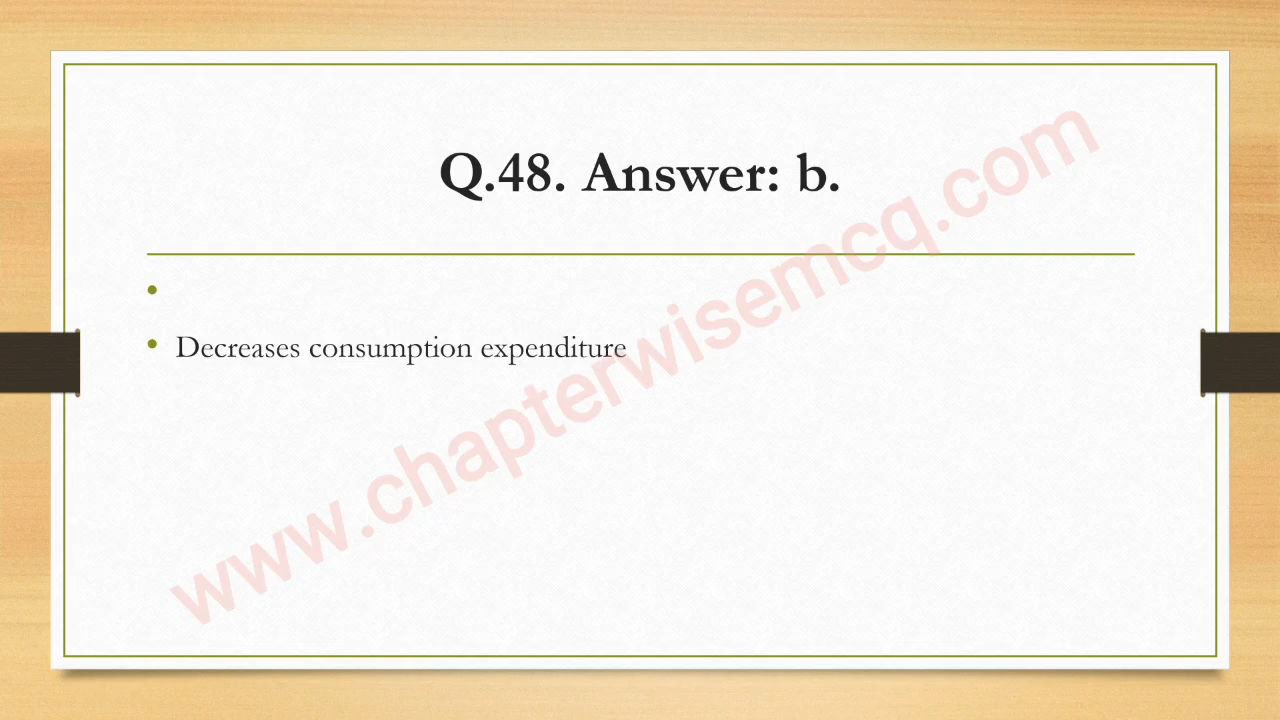 Q.48. Answer: b.
Decreases consumption expenditure
www.chapterwisemcq.com